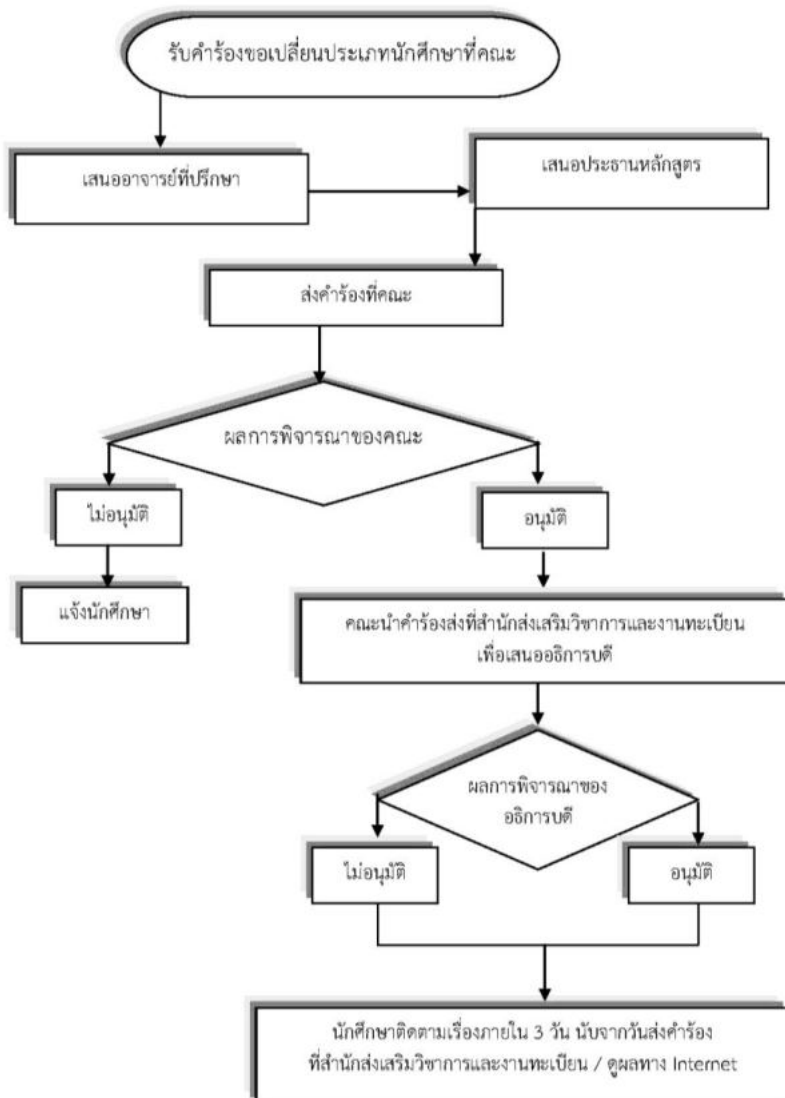 รับคำร้องขอเปลี่ยนประเภทนักศึกษาที่คณะ
เสนออาจารย์ที่ปรึกษา
เสนอประธานหลักสูตร
ส่งคำร้องที่คณะ
ผลการพิจารณาของคณะ
ไม่อนุมัติ
อนุมัติ
แจ้งนักศึกษา
คณะนำคำร้องส่งที่สำนักส่งเสริมวิชาการและงานทะเบียน
เพื่อเสนออธิการบดี
ผลการพิจารณาของ
อธิการบดี
ไม่อนุมัติ
อนุมัติ
นักศึกษาติดตามเรื่องภายใน 3 วัน นับจากวันส่งคำร้อง
ที่สำนักส่งเสริมวิชาการและงานทะเบียน / ดูผลทาง Internet